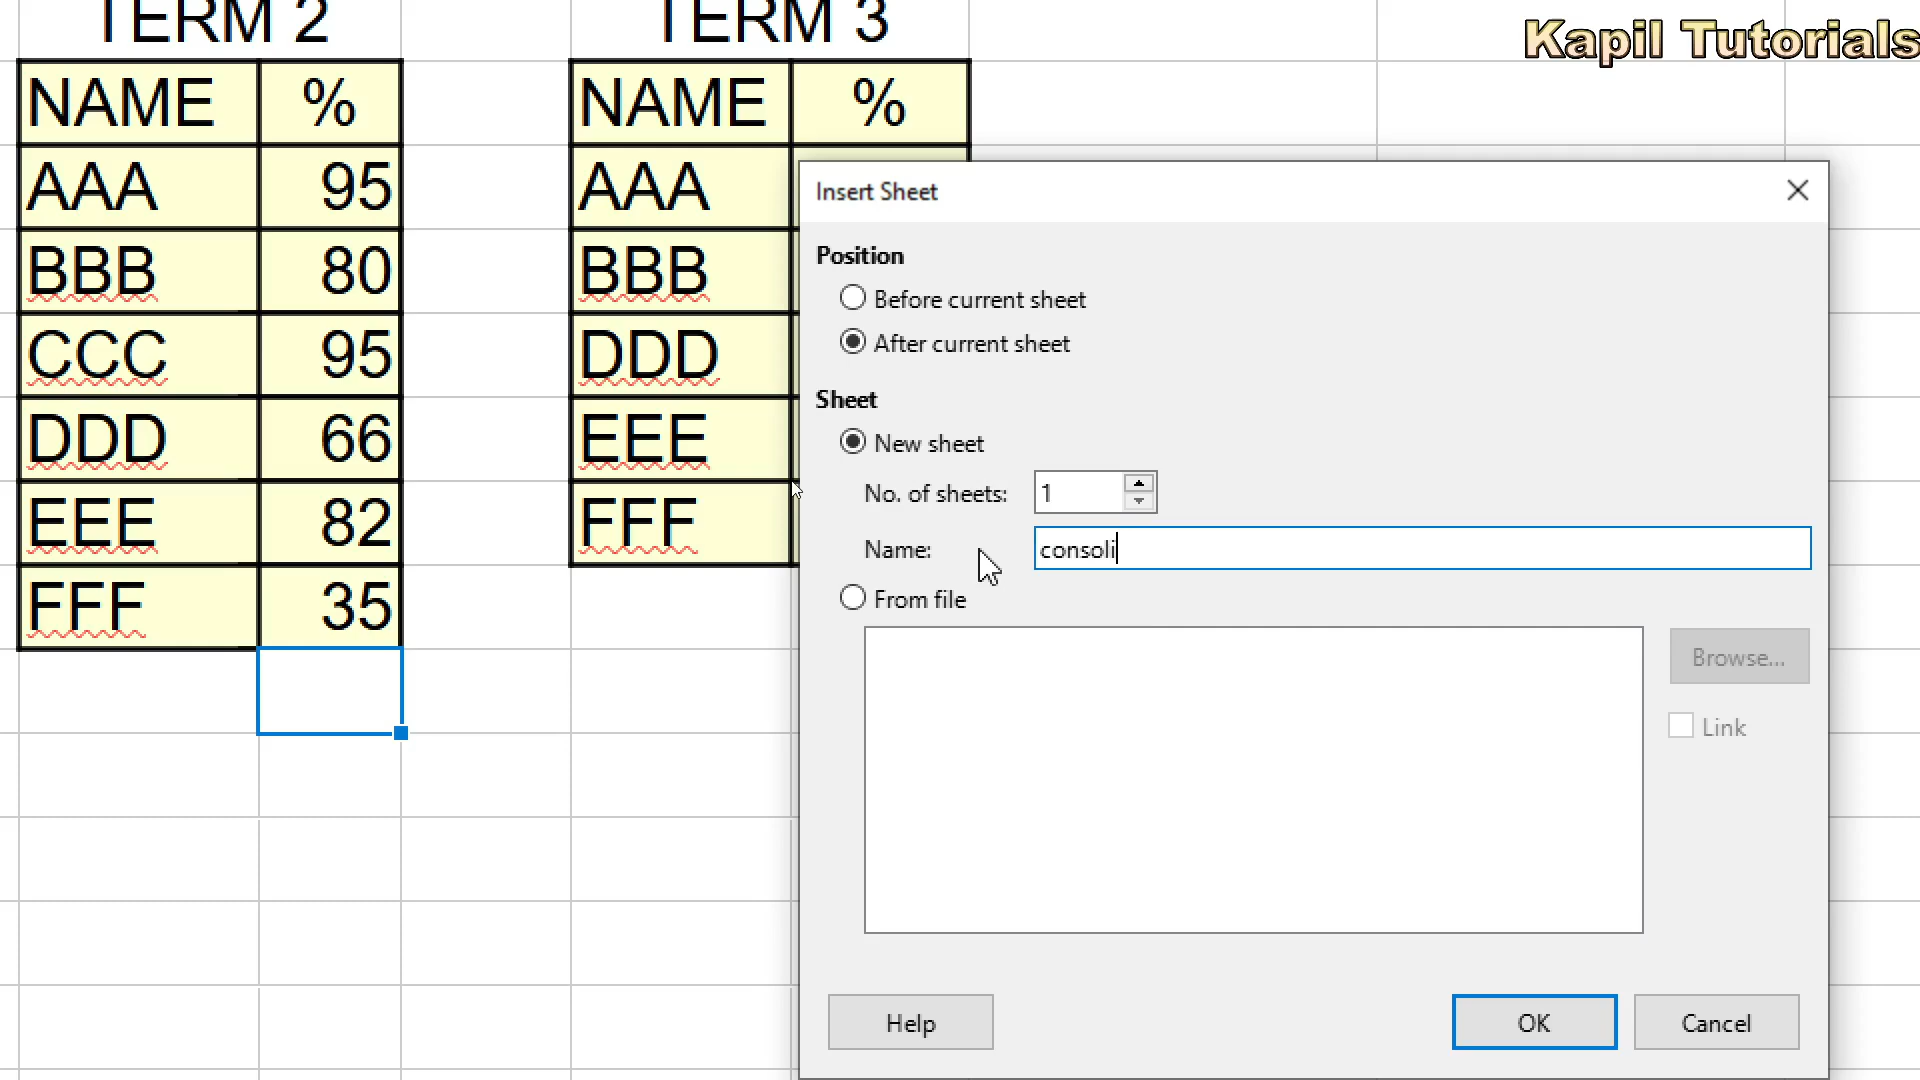 TERM 2
TERM 3
Kapil Tutorials
NAME %
NAME %
AAA 95
AAA
BBB 80
BBB
CCC 95
DDD
DDD 66
EEE
EEE 82
FFF
FFF 35
Insert Sheet
Position
Before current sheet
After current sheet
Sheet
New sheet
No. of sheets: 1
Name: consoli
From file
Browse...
Link
Help
OK
Cancel